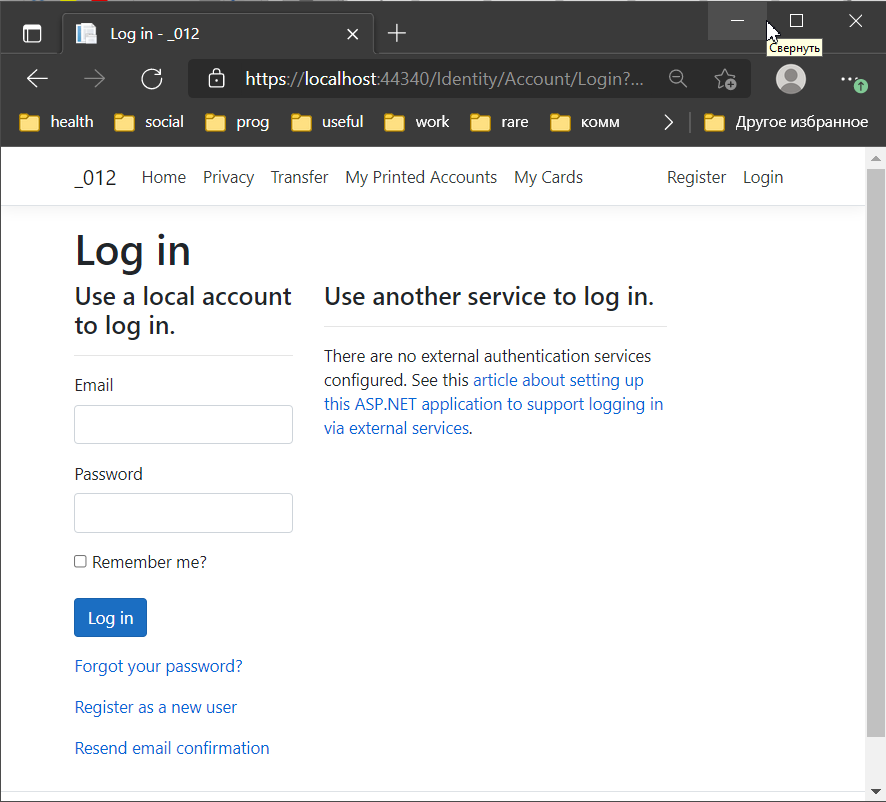 Log in - _012
Свернуть
https://localhost:44340/Identity/Account/Login?...
health social prog useful work rare комм Другое избранное
_012 Home Privacy Transfer My Printed Accounts My Cards Register Login
Log in
Use a local account
to log in.
Email
Password
Remember me?
Log in
Forgot your password?
Register as a new user
Resend email confirmation
Use another service to log in.
There are no external authentication services
configured. See this article about setting up
this ASP.NET application to support logging in
via external services.